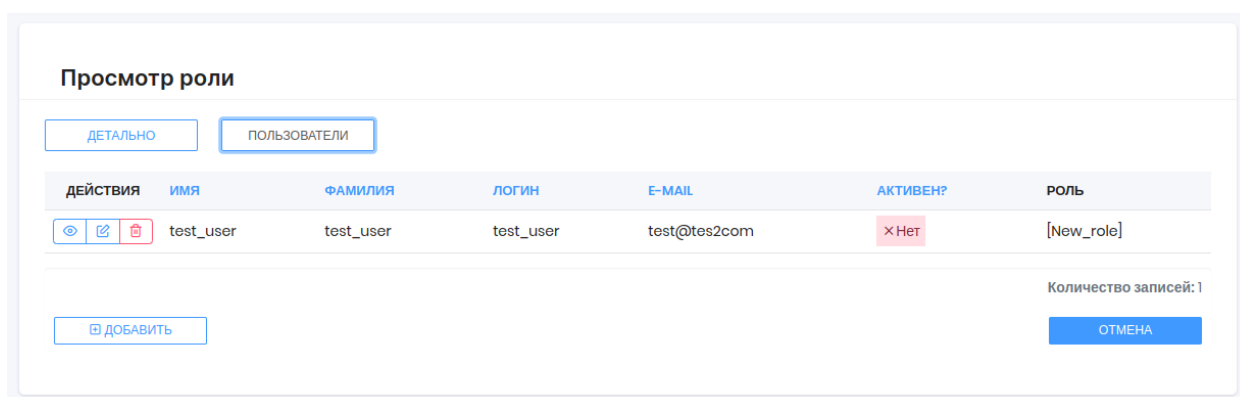 Просмотр роли
ДЕТАЛЬНО ПОЛЬЗОВАТЕЛИ
ДЕЙСТВИЯ ИМЯ ФАМИЛИЯ ЛОГИН E-MAIL АКТИВЕН? РОЛЬ
test_user test_user test_user test@tes2com ×Нет [New_role]
Количество записей: 1
ДОБАВИТЬ ОТМЕНА